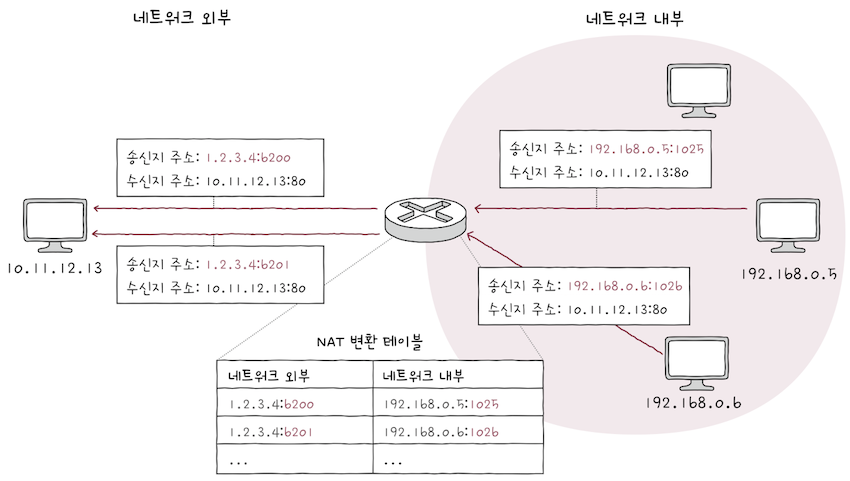 네트워크 외부
네트워크 내부
송신지 주소: 1.2.3.4:6200
수신지 주소: 10.11.12.13:80
송신지 주소: 192.168.0.5:1025
수신지 주소: 10.11.12.13:80
10.11.12.13
송신지 주소: 1.2.3.4:6201
수신지 주소: 10.11.12.13:80
192.168.0.5
송신지 주소: 192.168.0.6:1026
수신지 주소: 10.11.12.13:80
192.168.0.6
NAT 변환 테이블
네트워크 외부 네트워크 내부
1.2.3.4:6200 192.168.0.5:1025
1.2.3.4:6201 192.168.0.6:1026
... ...